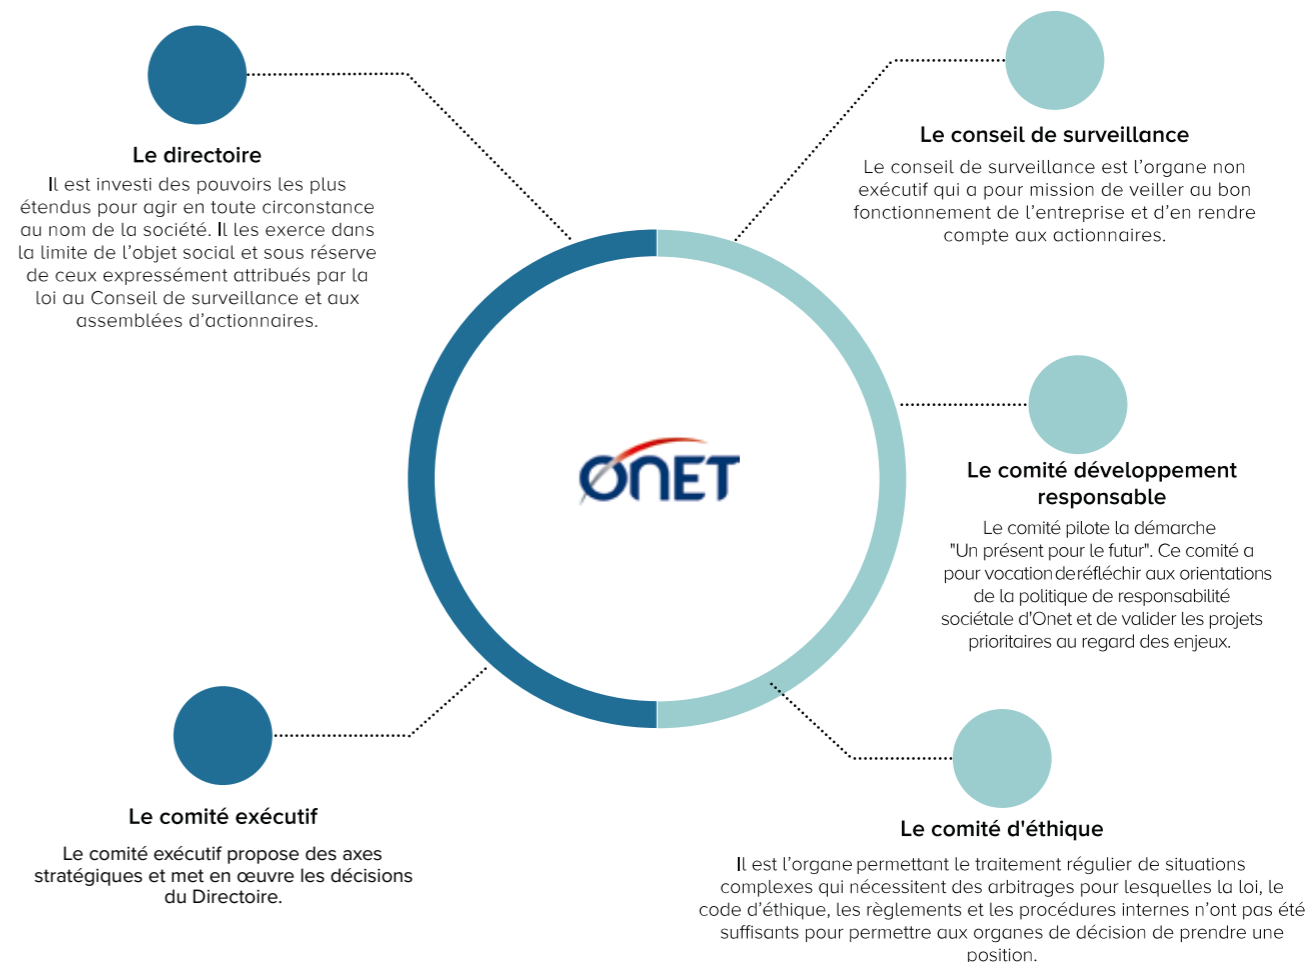 Le directoire
Il est investi des pouvoirs les plus
étendus pour agir en toute circonstance
au nom de la société. Il les exerce dans
la limite de l’objet social et sous réserve
de ceux expressément attribués par la
loi au Conseil de surveillance et aux
assemblées d’actionnaires.
Le conseil de surveillance
Le conseil de surveillance est l’organe non
exécutif qui a pour mission de veiller au bon
fonctionnement de l’entreprise et d’en rendre
compte aux actionnaires.
ONET
Le comité développement
responsable
Le comité pilote la démarche
"Un présent pour le futur". Ce comité a
pour vocation de réfléchir aux orientations
de la politique de responsabilité
sociétale d'Onet et de valider les projets
prioritaires au regard des enjeux.
Le comité exécutif
Le comité exécutif propose des axes
stratégiques et met en œuvre les décisions
du Directoire.
Le comité d'éthique
Il est l’organe permettant le traitement régulier de situations
complexes qui nécessitent des arbitrages pour lesquelles la loi, le
code d’éthique, les règlements et les procédures internes n’ont pas été
suffisants pour permettre aux organes de décision de prendre une
position.